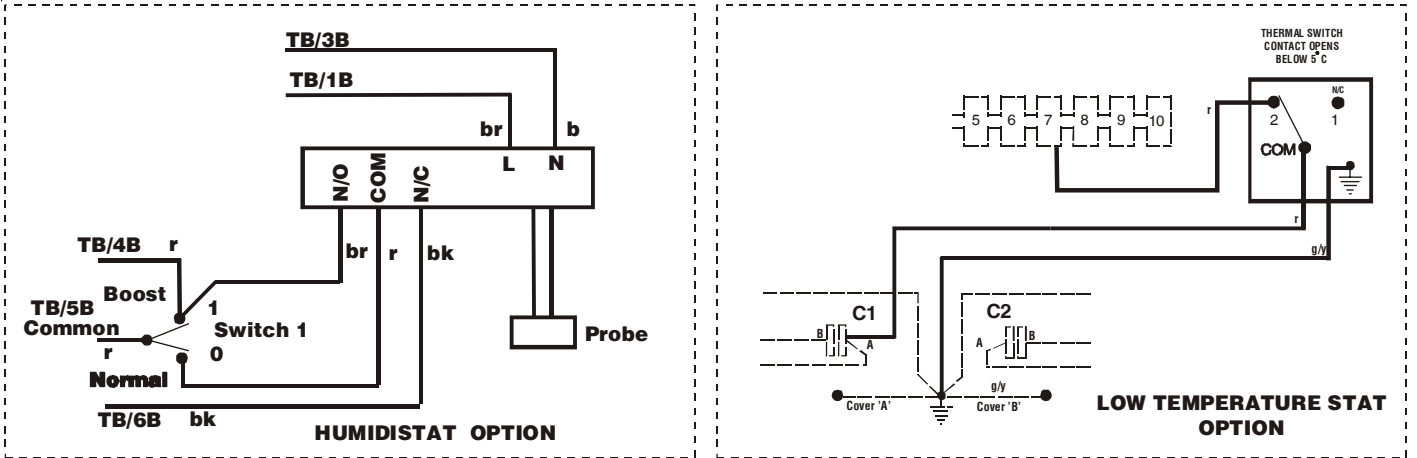 TB/3B
TB/1B
br
b
L
N
N/O
COM
N/C
br
r
bk
TB/4B r
Boost
TB/5B
Common
r
1
Switch 1
0
Normal
TB/6B bk
Probe
HUMIDISTAT OPTION
THERMAL SWITCH
CONTACT OPENS
BELOW 5°C
N/C
r
2
1
COM
5 6 7 8 9 10
r
g/y
C1
C2
B
A
A
B
g/y
Cover 'A'
Cover 'B'
LOW TEMPERATURE STAT
OPTION